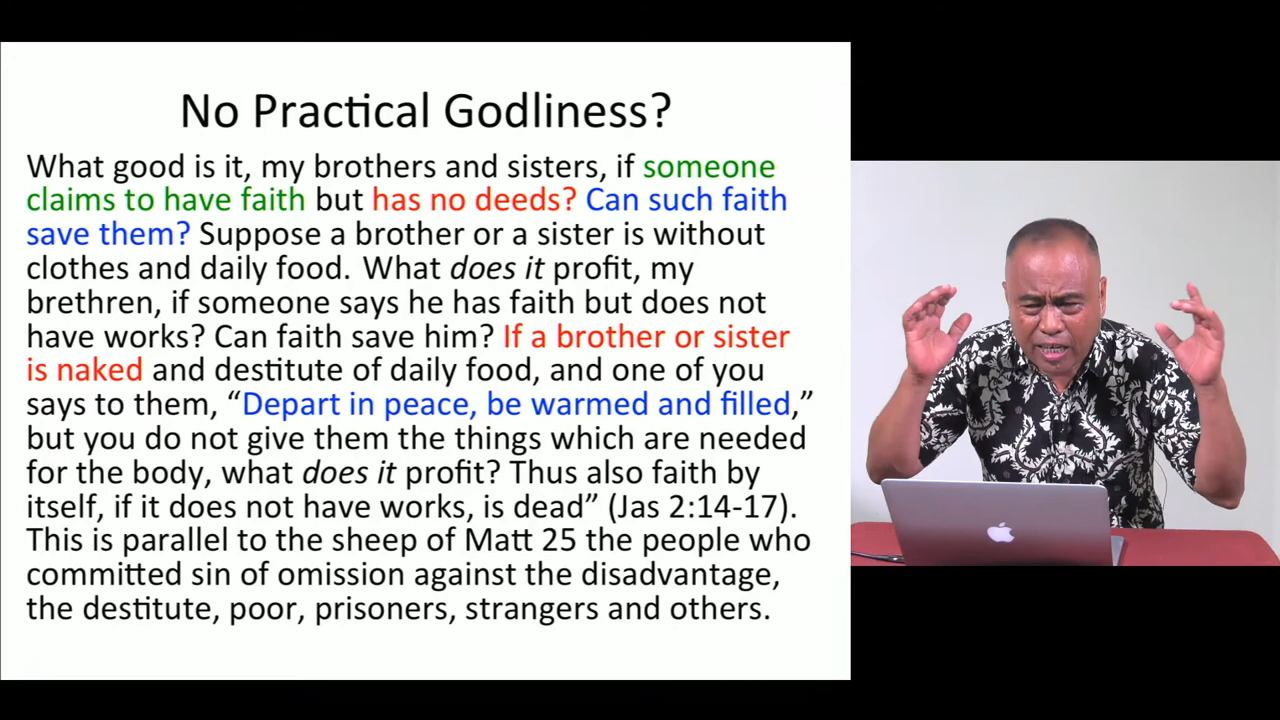 No Practical Godliness?
What good is it, my brothers and sisters, if someone
claims to have faith but has no deeds? Can such faith
save them? Suppose a brother or a sister is without
clothes and daily food. What does it profit, my
brethren, if someone says he has faith but does not
have works? Can faith save him? If a brother or sister
is naked and destitute of daily food, and one of you
says to them, “Depart in peace, be warmed and filled,”
but you do not give them the things which are needed
for the body, what does it profit? Thus also faith by
itself, if it does not have works, is dead” (Jas 2:14-17).
This is parallel to the sheep of Matt 25 the people who
committed sin of omission against the disadvantage,
the destitute, poor, prisoners, strangers and others.